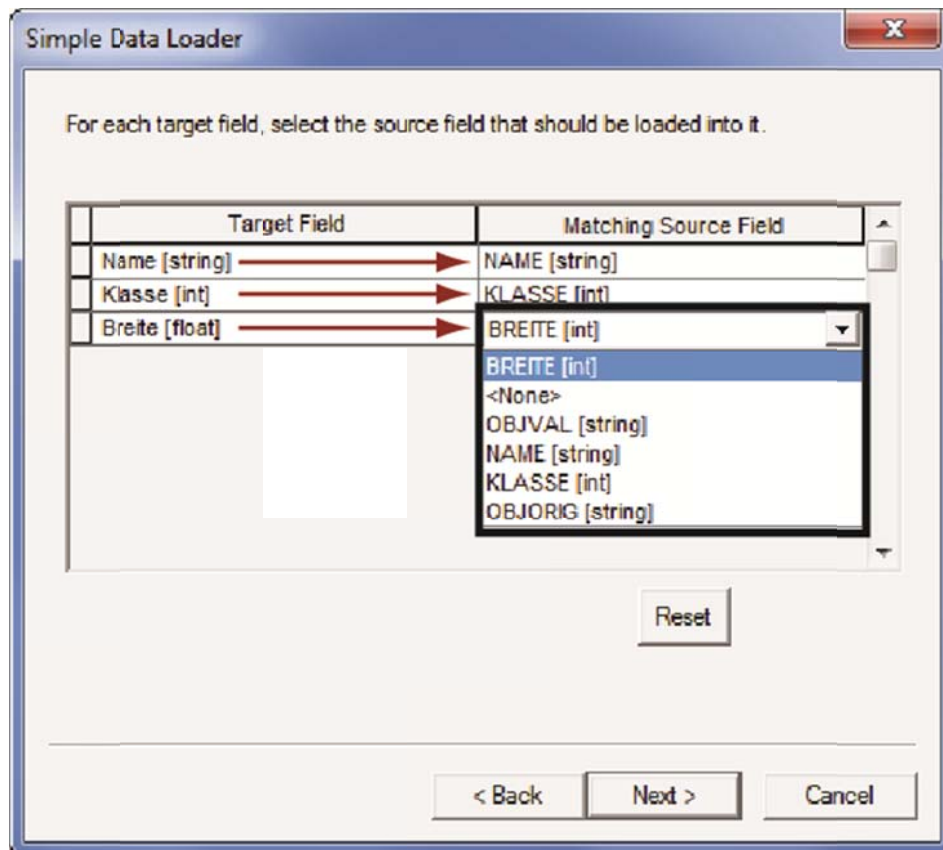 Simple Data Loader
For each target field, select the source field that should be loaded into it.
Target Field Matching Source Field
Name [string] NAME [string]
Klasse [int] KLASSE [int]
Breite [float] BREITE [int]
BREITE [int]
<None>
OBJVAL [string]
NAME [string]
KLASSE [int]
OBJORIG [string]
Reset
< Back Next > Cancel